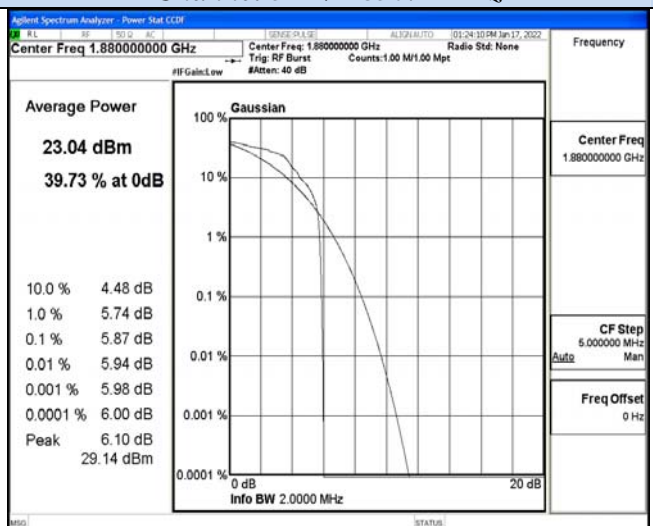 Agilent Spectrum Analyzer - Power Stat CCDF
RL RF 50 Ω AC SENSE:PULSE ALIGNAUTO 01:24:10 PM Jan 17, 2022
Center Freq 1.880000000 GHz
Center Freq: 1.880000000 GHz Radio Std: None
Trig: RF Burst Counts:1.00 M/1.00 Mpt
#IFGain:Low #Atten: 40 dB
Frequency
Average Power
23.04 dBm
39.73 % at 0dB
10.0 % 4.48 dB
1.0 % 5.74 dB
0.1 % 5.87 dB
0.01 % 5.94 dB
0.001 % 5.98 dB
0.0001 % 6.00 dB
Peak 6.10 dB
29.14 dBm
Gaussian
100 %
10 %
1 %
0.1 %
0.01 %
0.001 %
0.0001 %
0 dB 20 dB
Info BW 2.0000 MHz
Center Freq
1.880000000 GHz
CF Step
5.000000 MHz
Auto Man
Freq Offset
0 Hz
MSG STATUS